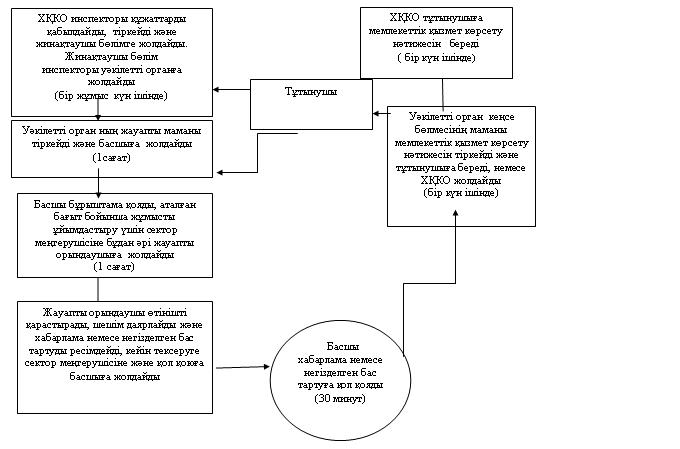 ХҚКО инспекторы құжаттарды
қабылдайды,  тіркейді және
жинақтаушы бөлімге жолдайды.
Жинақтаушы бөлім
инспекторы уәкілетті органға
жолдайды
(бір жұмыс  күн ішінде)
ХҚКО тұтынушыға
мемлекеттік қызмет көрсету
нәтижесін   береді
( бір күн ішінде)
Тұтынушы
Уәкілетті орган  кеңсе
бөлмесінің маманы
мемлекеттік қызмет көрсету
нәтижесін тіркейді және
тұтынушыға береді, немесе
ХҚКО жолдайды
(бір күн ішінде)
Уәкілетті орган ның жауапты маманы
тіркейді және басшыға  жолдайды
(1сағат)
Басшы бұрыштама қояды, аталған
бағыт бойынша жұмысты
ұйымдастыру үшін сектор
меңгерушісіне бұдан әрі жауапты
орындаушыға  жолдайды
(1 сағат)
Жауапты орындаушы өтінішті
қарастырады, шешім даярлайды және
хабарлама немесе негізделген бас
тартуды ресімдейді, кейін тексеруге
сектор меңгерушісіне және қол қоюға
басшыға жолдайды
Басшы
хабарлама немесе
негізделген бас
тартуға қол қояды
(30 минут)